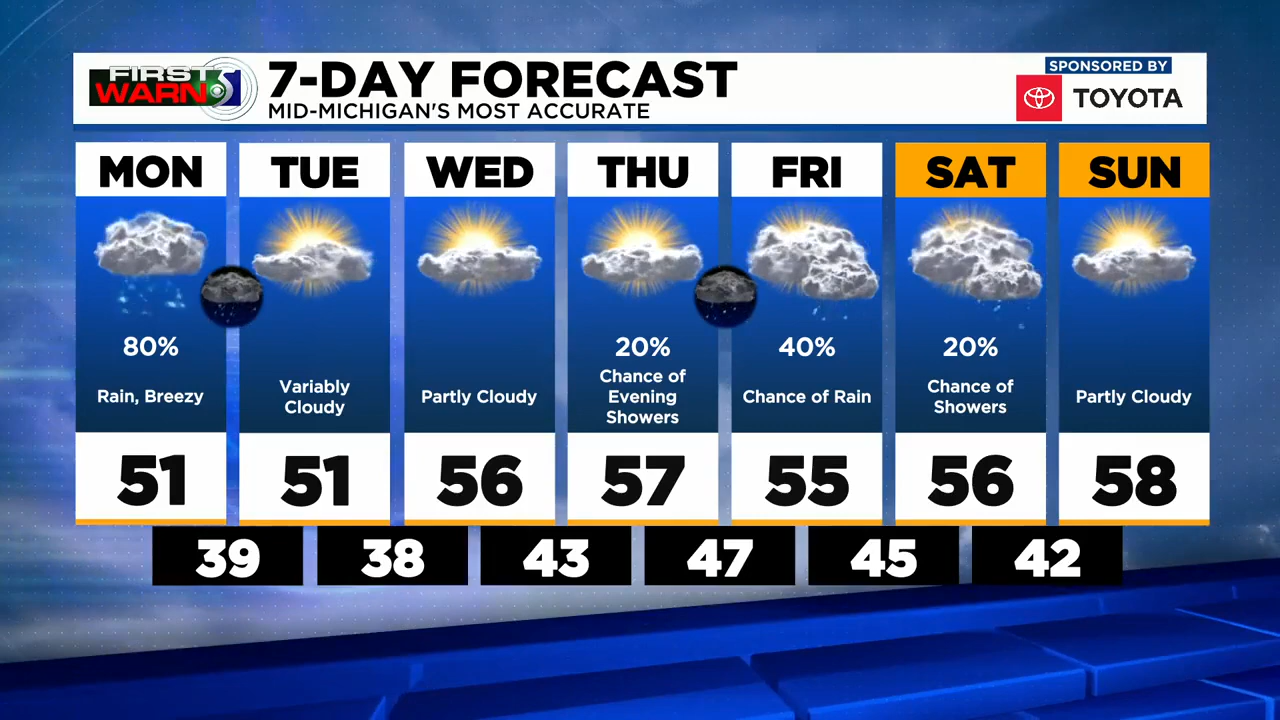 FIRST
WARN 5
7-DAY FORECAST
MID-MICHIGAN'S MOST ACCURATE
SPONSORED BY
TOYOTA
MON TUE WED THU FRI SAT SUN
80% 20% 40% 20%
Rain, Breezy
Variably
Cloudy
Partly Cloudy
Chance of
Evening
Showers
Chance of Rain
Chance of
Showers
Partly Cloudy
51 51 56 57 55 56 58
39 38 43 47 45 42